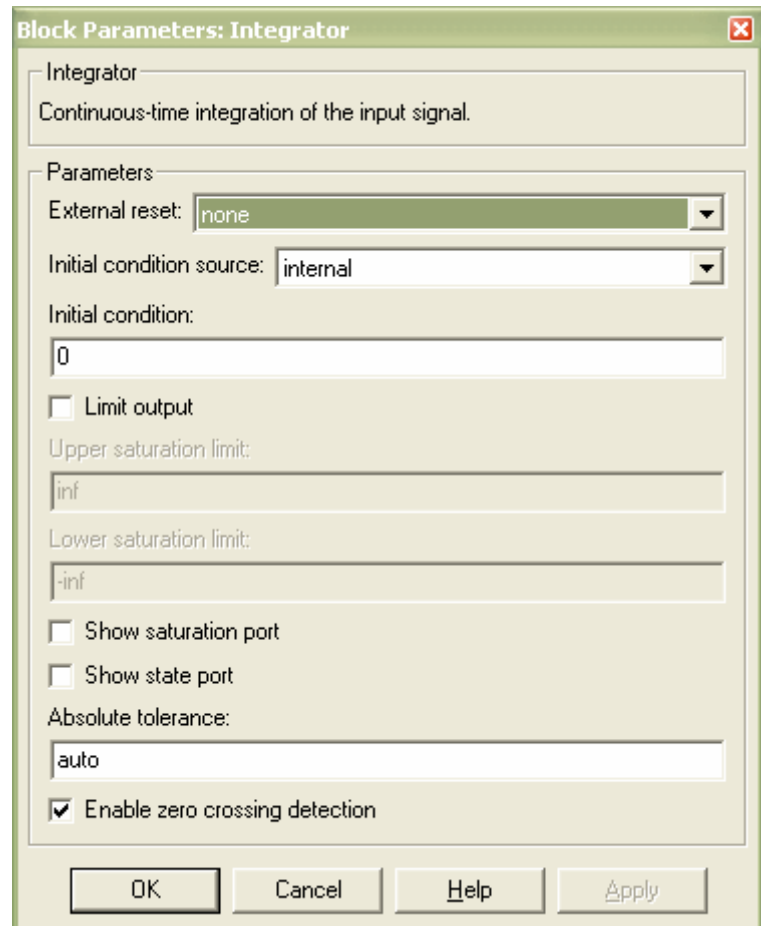 Block Parameters: Integrator
Integrator
Continuous-time integration of the input signal.
Parameters
External reset: none
Initial condition source: internal
Initial condition:
0
Limit output
Upper saturation limit:
inf
Lower saturation limit:
-inf
Show saturation port
Show state port
Absolute tolerance:
auto
Enable zero crossing detection
OK Cancel Help Apply